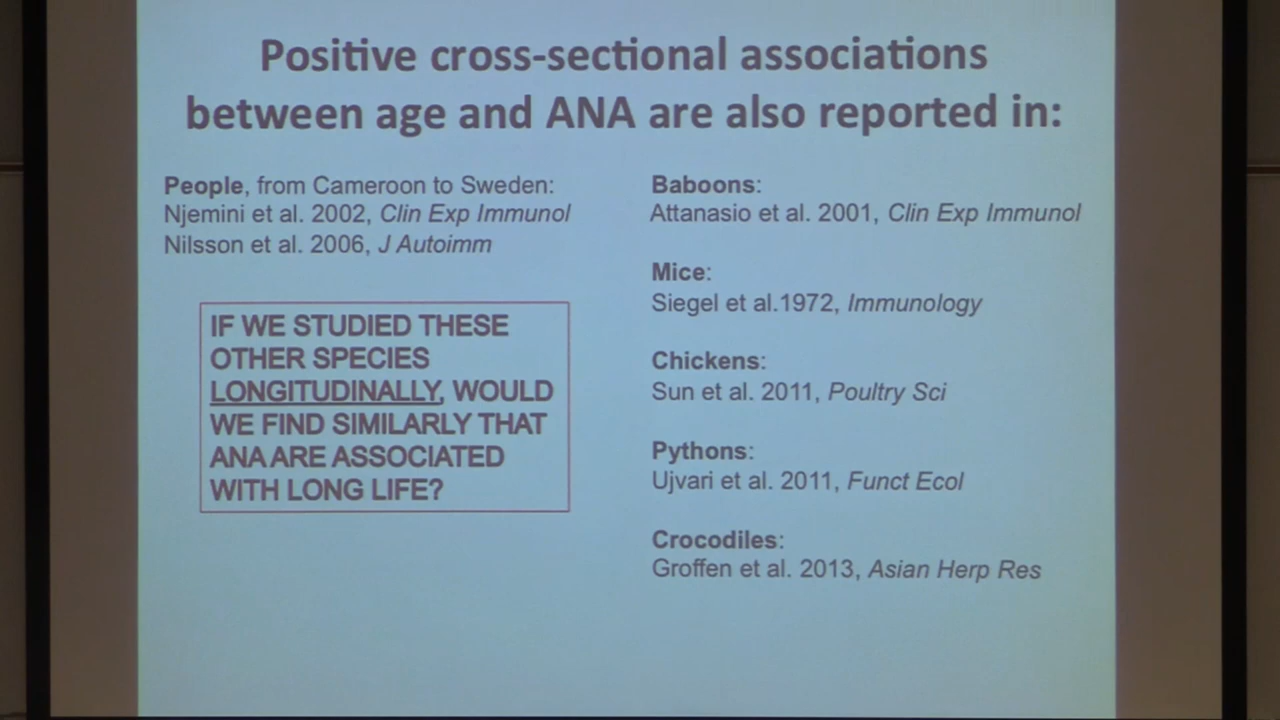 Positive cross-sectional associations
between age and ANA are also reported in:
People, from Cameroon to Sweden:
Njemini et al. 2002, Clin Exp Immunol
Nilsson et al. 2006, J Autoimm
IF WE STUDIED THESE
OTHER SPECIES
LONGITUDINALLY, WOULD
WE FIND SIMILARLY THAT
ANA ARE ASSOCIATED
WITH LONG LIFE?
Baboons:
Attanasio et al. 2001, Clin Exp Immunol
Mice:
Siegel et al.1972, Immunology
Chickens:
Sun et al. 2011, Poultry Sci
Pythons:
Ujvari et al. 2011, Funct Ecol
Crocodiles:
Groffen et al. 2013, Asian Herp Res